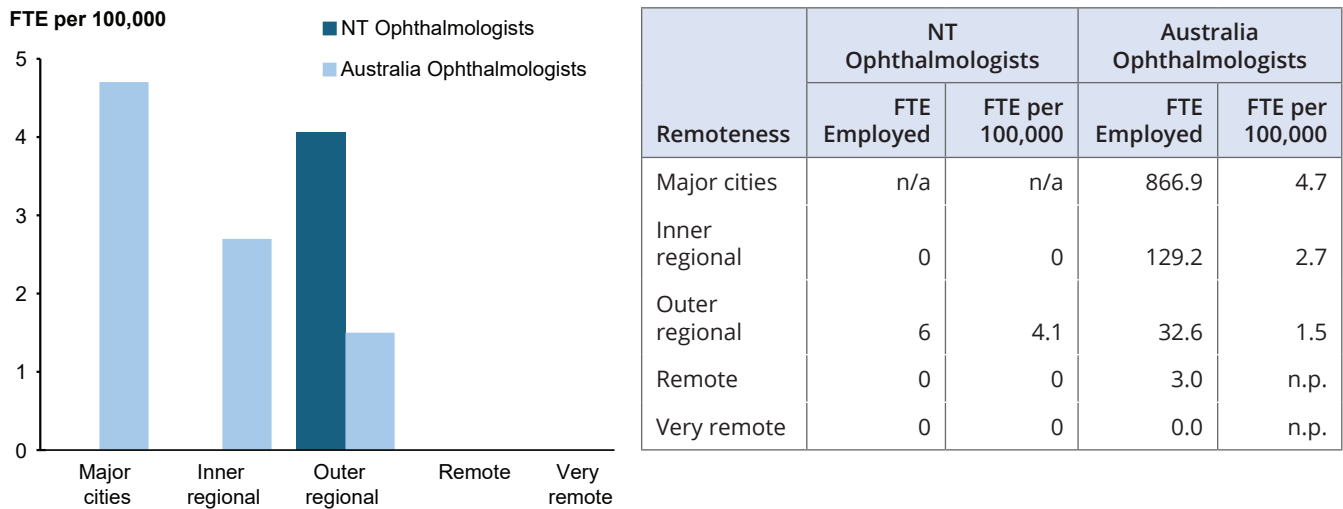 FTE per 100,000
NT Ophthalmologists
Australia Ophthalmologists
5
4
3
2
1
0
Major
cities
Inner
regional
Outer
regional
Remote
Very
remote
NT
Ophthalmologists
Australia
Ophthalmologists
Remoteness
FTE
Employed
FTE per
100,000
FTE
Employed
FTE per
100,000
Major cities n/a n/a 866.9 4.7
Inner
regional 0 0 129.2 2.7
Outer
regional 6 4.1 32.6 1.5
Remote 0 0 3.0 n.p.
Very remote 0 0 0.0 n.p.